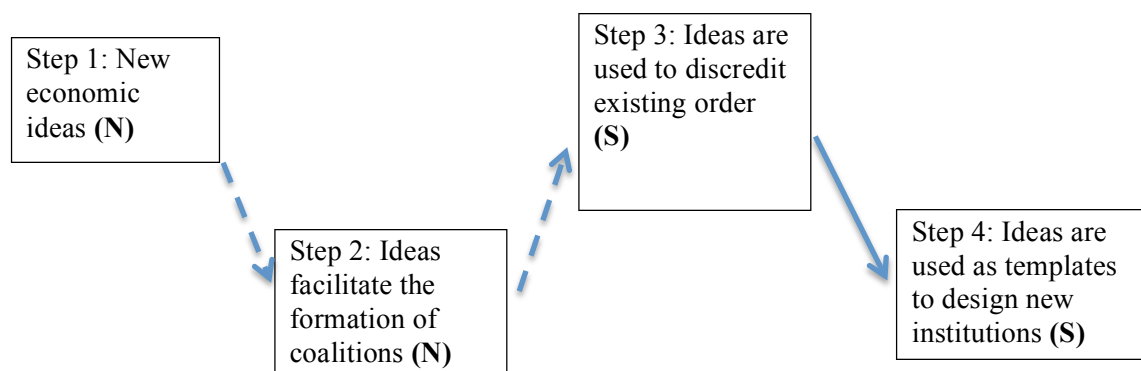 Step 1: New
economic
ideas (N)
Step 2: Ideas
facilitate the
formation of
coalitions (N)
Step 3: Ideas are
used to discredit
existing order
(S)
Step 4: Ideas are
used as templates
to design new
institutions (S)